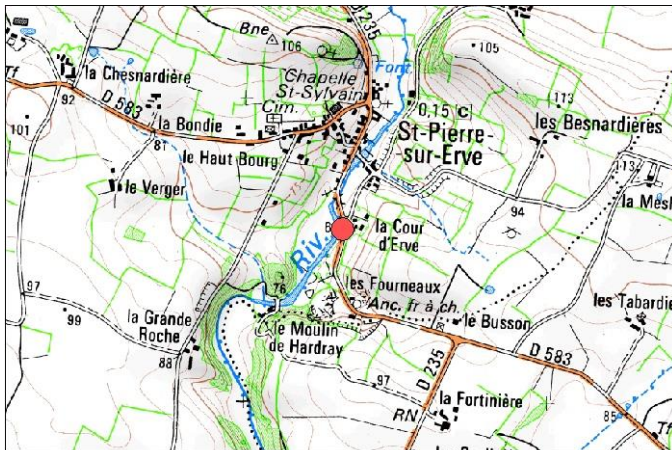 Bne
106
D 235
105
Tf
la Chesnardière
92
D 583
Chapelle
St-Sylvain
Font.
Cim.
0,15 c
113
101
la Bondie
81
St-Pierre-
sur-Erve
les Besnardières
le Haut Bourg
113
le Verger
94
la Cour
d'Erve
Riv
97
76
les Fourneaux
Anc. fr à ch.
les Tabardie
99
la Grande
Roche
le Moulin
de Hardray
le Busson
D 583
88
D 235
97
la Fortinière
RN
85
Tf